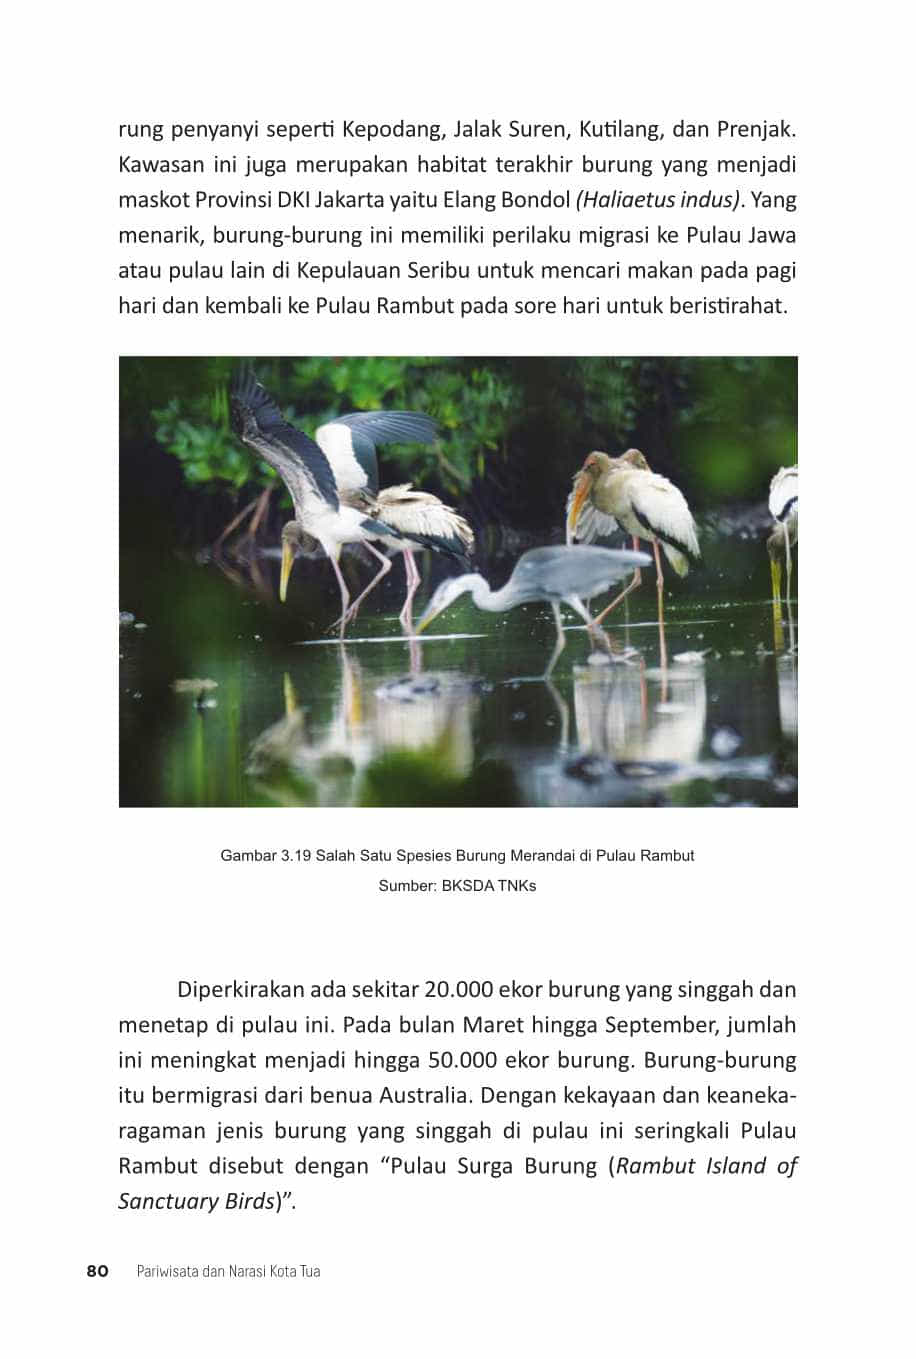 rung penyanyi seperti Kepodang, Jalak Suren, Kutilang, dan Prenjak.
Kawasan ini juga merupakan habitat terakhir burung yang menjadi
maskot Provinsi DKI Jakarta yaitu Elang Bondol (Haliaetus indus). Yang
menarik, burung-burung ini memiliki perilaku migrasi ke Pulau Jawa
atau pulau lain di Kepulauan Seribu untuk mencari makan pada pagi
hari dan kembali ke Pulau Rambut pada sore hari untuk beristirahat.
Gambar 3.19 Salah Satu Spesies Burung Merandai di Pulau Rambut
Sumber: BKSDA TNKs
Diperkirakan ada sekitar 20.000 ekor burung yang singgah dan
menetap di pulau ini. Pada bulan Maret hingga September, jumlah
ini meningkat menjadi hingga 50.000 ekor burung. Burung-burung
itu bermigrasi dari benua Australia. Dengan kekayaan dan keaneka-
ragaman jenis burung yang singgah di pulau ini seringkali Pulau
Rambut disebut dengan “Pulau Surga Burung (Rambut Island of
Sanctuary Birds)”.
80 Pariwisata dan Narasi Kota Tua